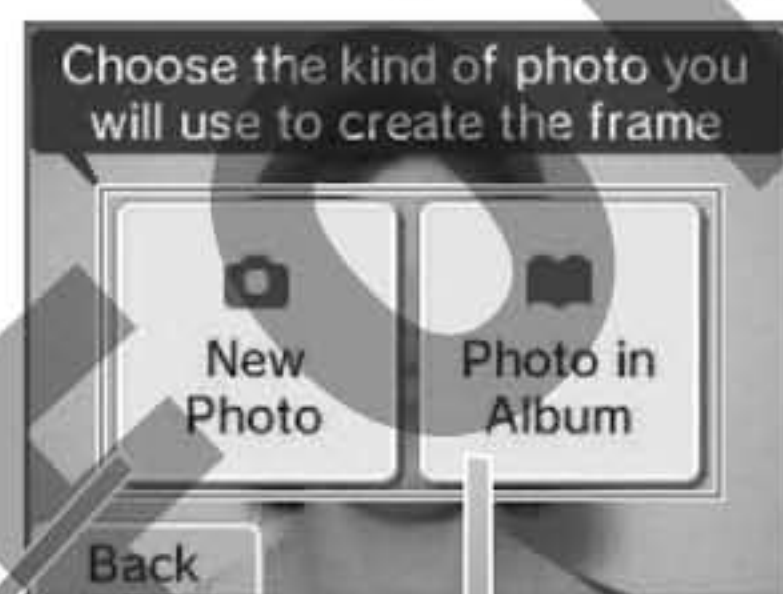 Choose the kind of photo you
will use to create the frame
New
Photo
Photo in
Album
Back